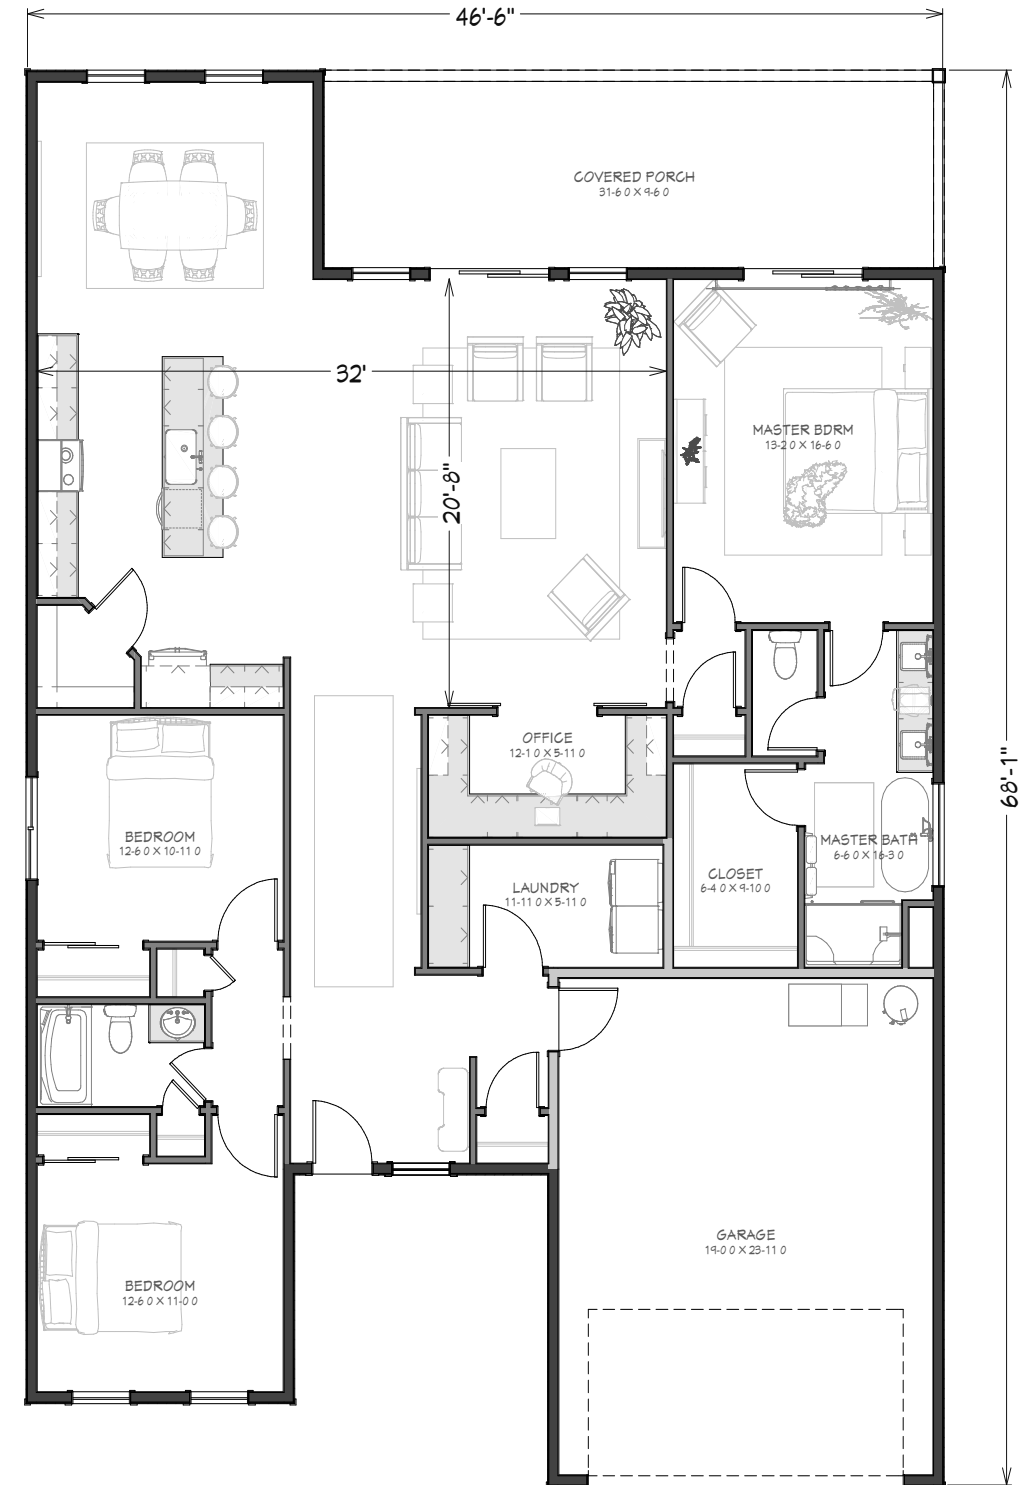 46'-6"
COVERED PORCH
31-6 0 X 9-6 0
32'
20'-8"
MASTER BDRM
13-2 0 X 16-6 0
OFFICE
12-1 0 X 5-11 0
68'-1"
BEDROOM
12-6 0 X 10-11 0
MASTER BATH
6-6 0 X 16-3 0
CLOSET
6-4 0 X 9-10 0
LAUNDRY
11-11 0 X 5-11 0
GARAGE
19-0 0 X 23-11 0
BEDROOM
12-6 0 X 11-0 0